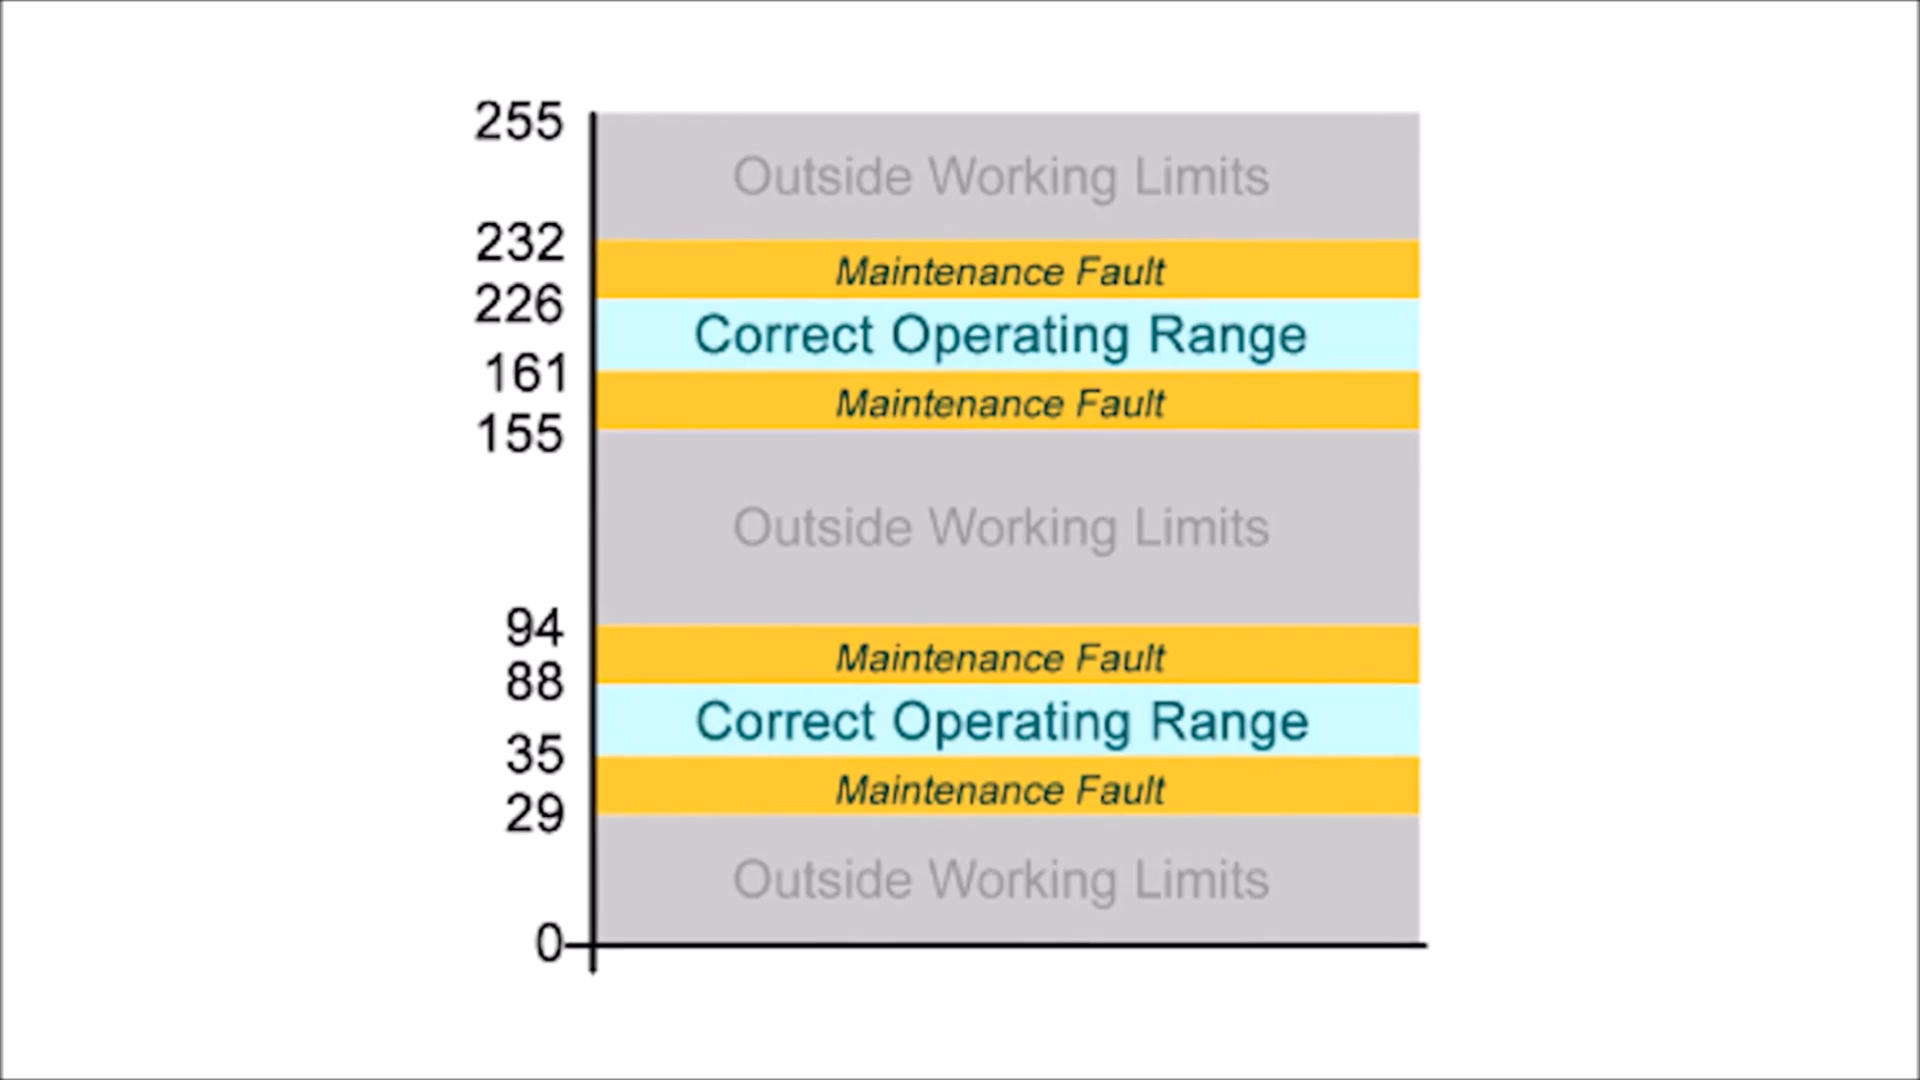 255
Outside Working Limits
232
Maintenance Fault
226
Correct Operating Range
161
Maintenance Fault
155
Outside Working Limits
94
Maintenance Fault
88
Correct Operating Range
35
Maintenance Fault
29
Outside Working Limits
0